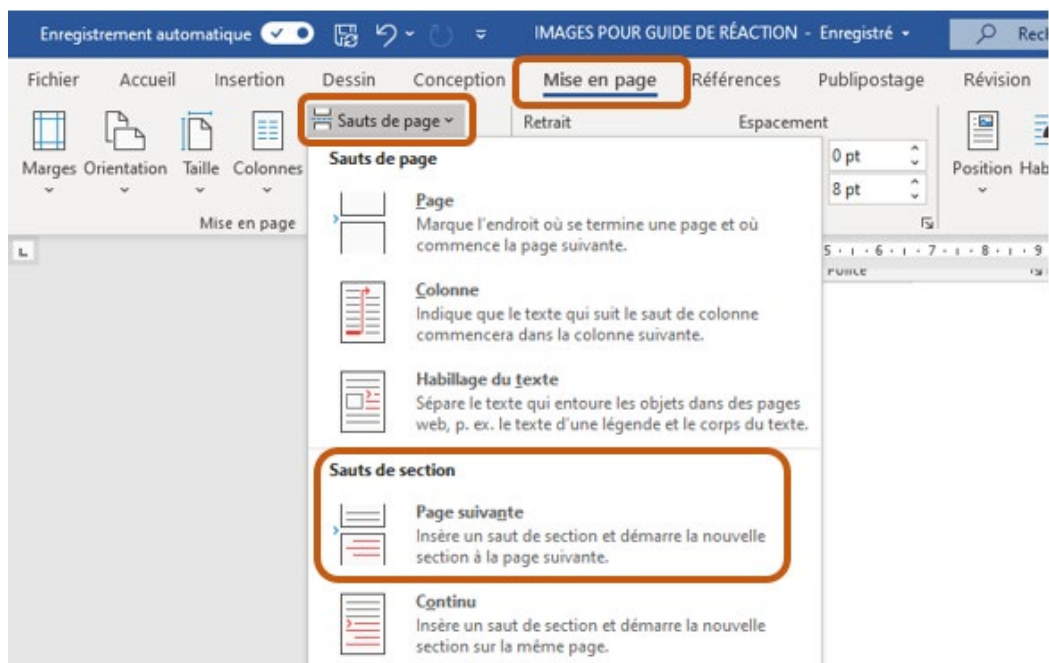 Enregistrement automatique
IMAGES POUR GUIDE DE RÉACTION - Enregistré
Fichier Accueil Insertion Dessin Conception Mise en page Références Publipostage Révision
Sauts de page Retrait Espacement
Marges Orientation Taille Colonnes
0 pt
8 pt
Position
Mise en page
Sauts de page
Page
Marque l'endroit où se termine une page et où
commence la page suivante.
L
5 6 7 8 9
Police
Colonne
Indique que le texte qui suit le saut de colonne
commencera dans la colonne suivante.
Habillage du texte
Sépare le texte qui entoure les objets dans des pages
web, p. ex. le texte d'une légende et le corps du texte.
Sauts de section
Page suivante
Insère un saut de section et démarre la nouvelle
section à la page suivante.
Continu
Insère un saut de section et démarre la nouvelle
section sur la même page.